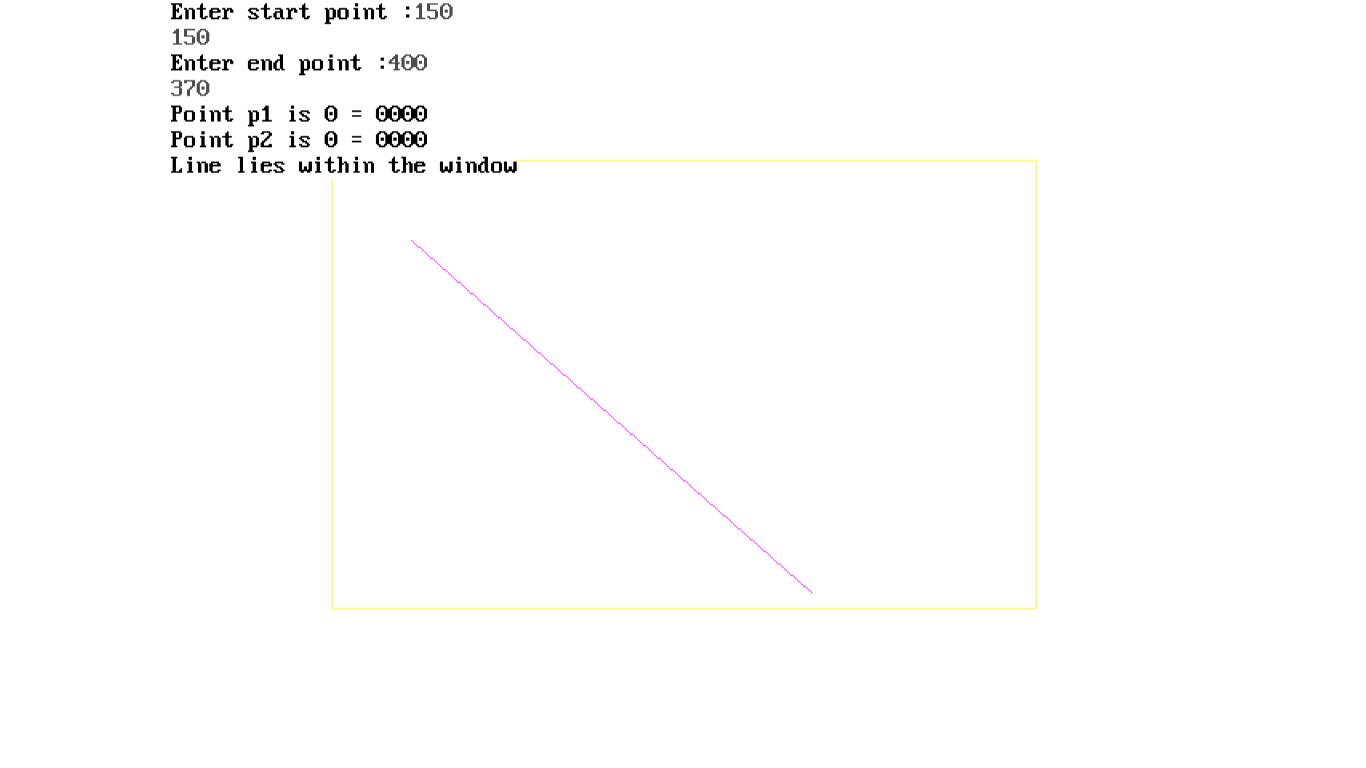 Enter start point :150
150
Enter end point :400
370
Point p1 is 0 = 0000
Point p2 is 0 = 0000
Line lies within the window